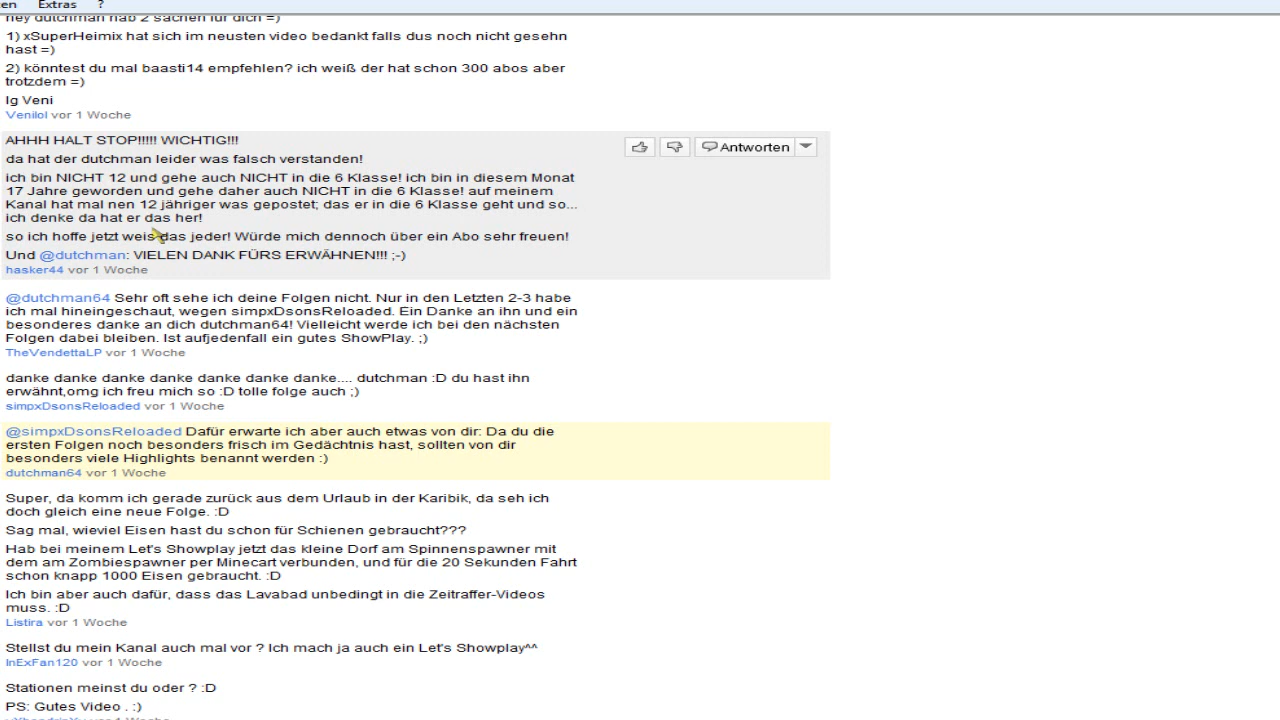 en Extras ?
hey dutchman hab 2 sachen für dich =)
1) xSuperHeimix hat sich im neusten video bedankt falls dus noch nicht gesehn
hast =)
2) könntest du mal baasti14 empfehlen? ich weiß der hat schon 300 abos aber
trotzdem =)
lg Veni
Venilol vor 1 Woche
AHHH HALT STOP!!!!! WICHTIG!!!
Antworten
da hat der dutchman leider was falsch verstanden!
ich bin NICHT 12 und gehe auch NICHT in die 6 Klasse! ich bin in diesem Monat
17 Jahre geworden und gehe daher auch NICHT in die 6 Klasse! auf meinem
Kanal hat mal nen 12 jähriger was gepostet; das er in die 6 Klasse geht und so...
ich denke da hat er das her!
so ich hoffe jetzt weis das jeder! Würde mich dennoch über ein Abo sehr freuen!
Und @dutchman: VIELEN DANK FÜRS ERWÄHNEN!!! ;-)
hasker44 vor 1 Woche
@dutchman64 Sehr oft sehe ich deine Folgen nicht. Nur in den Letzten 2-3 habe
ich mal hineingeschaut, wegen simpxDsonsReloaded. Ein Danke an ihn und ein
besonderes danke an dich dutchman64! Vielleicht werde ich bei den nächsten
Folgen dabei bleiben. Ist aufjedenfall ein gutes ShowPlay. ;)
TheVendettaLP vor 1 Woche
danke danke danke danke danke danke danke.... dutchman :D du hast ihn
erwähnt,omg ich freu mich so :D tolle folge auch ;)
simpxDsonsReloaded vor 1 Woche
@simpxDsonsReloaded Dafür erwarte ich aber auch etwas von dir: Da du die
ersten Folgen noch besonders frisch im Gedächtnis hast, sollten von dir
besonders viele Highlights benannt werden :)
dutchman64 vor 1 Woche
Super, da komm ich gerade zurück aus dem Urlaub in der Karibik, da seh ich
doch gleich eine neue Folge. :D
Sag mal, wieviel Eisen hast du schon für Schienen gebraucht???
Hab bei meinem Let's Showplay jetzt das kleine Dorf am Spinnenspawner mit
dem am Zombiespawner per Minecart verbunden, und für die 20 Sekunden Fahrt
schon knapp 1000 Eisen gebraucht. :D
Ich bin aber auch dafür, dass das Lavabad unbedingt in die Zeitraffer-Videos
muss. :D
Listira vor 1 Woche
Stellst du mein Kanal auch mal vor ? Ich mach ja auch ein Let's Showplay^^
InExFan120 vor 1 Woche
Stationen meinst du oder ? :D
PS: Gutes Video . :)
vor 1 Woche